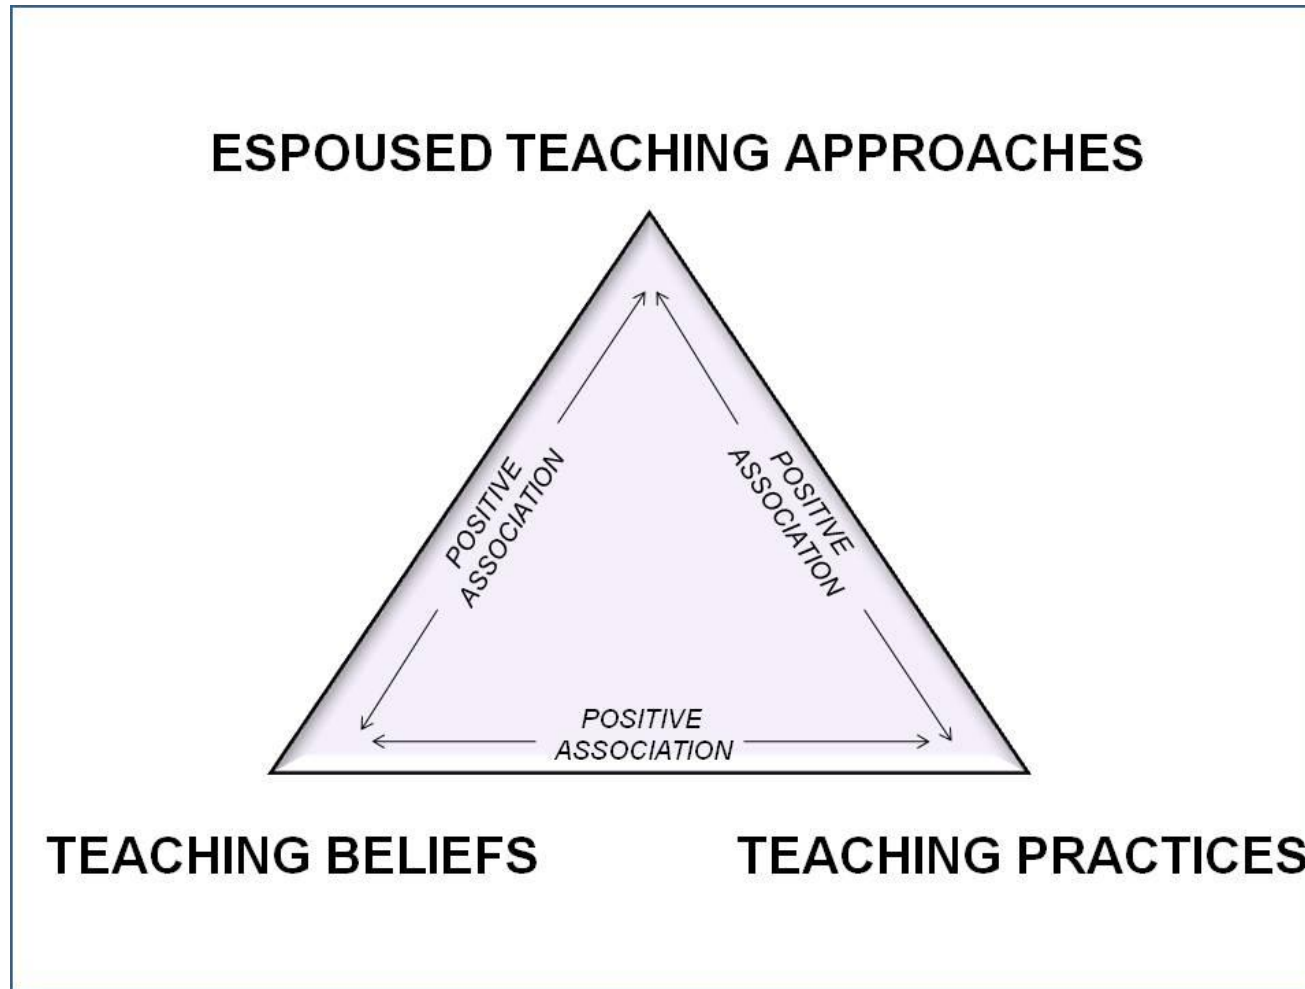 ESPOUSED TEACHING APPROACHES
POSITIVE
ASSOCIATION
POSITIVE
ASSOCIATION
POSITIVE
ASSOCIATION
TEACHING BELIEFS
TEACHING PRACTICES